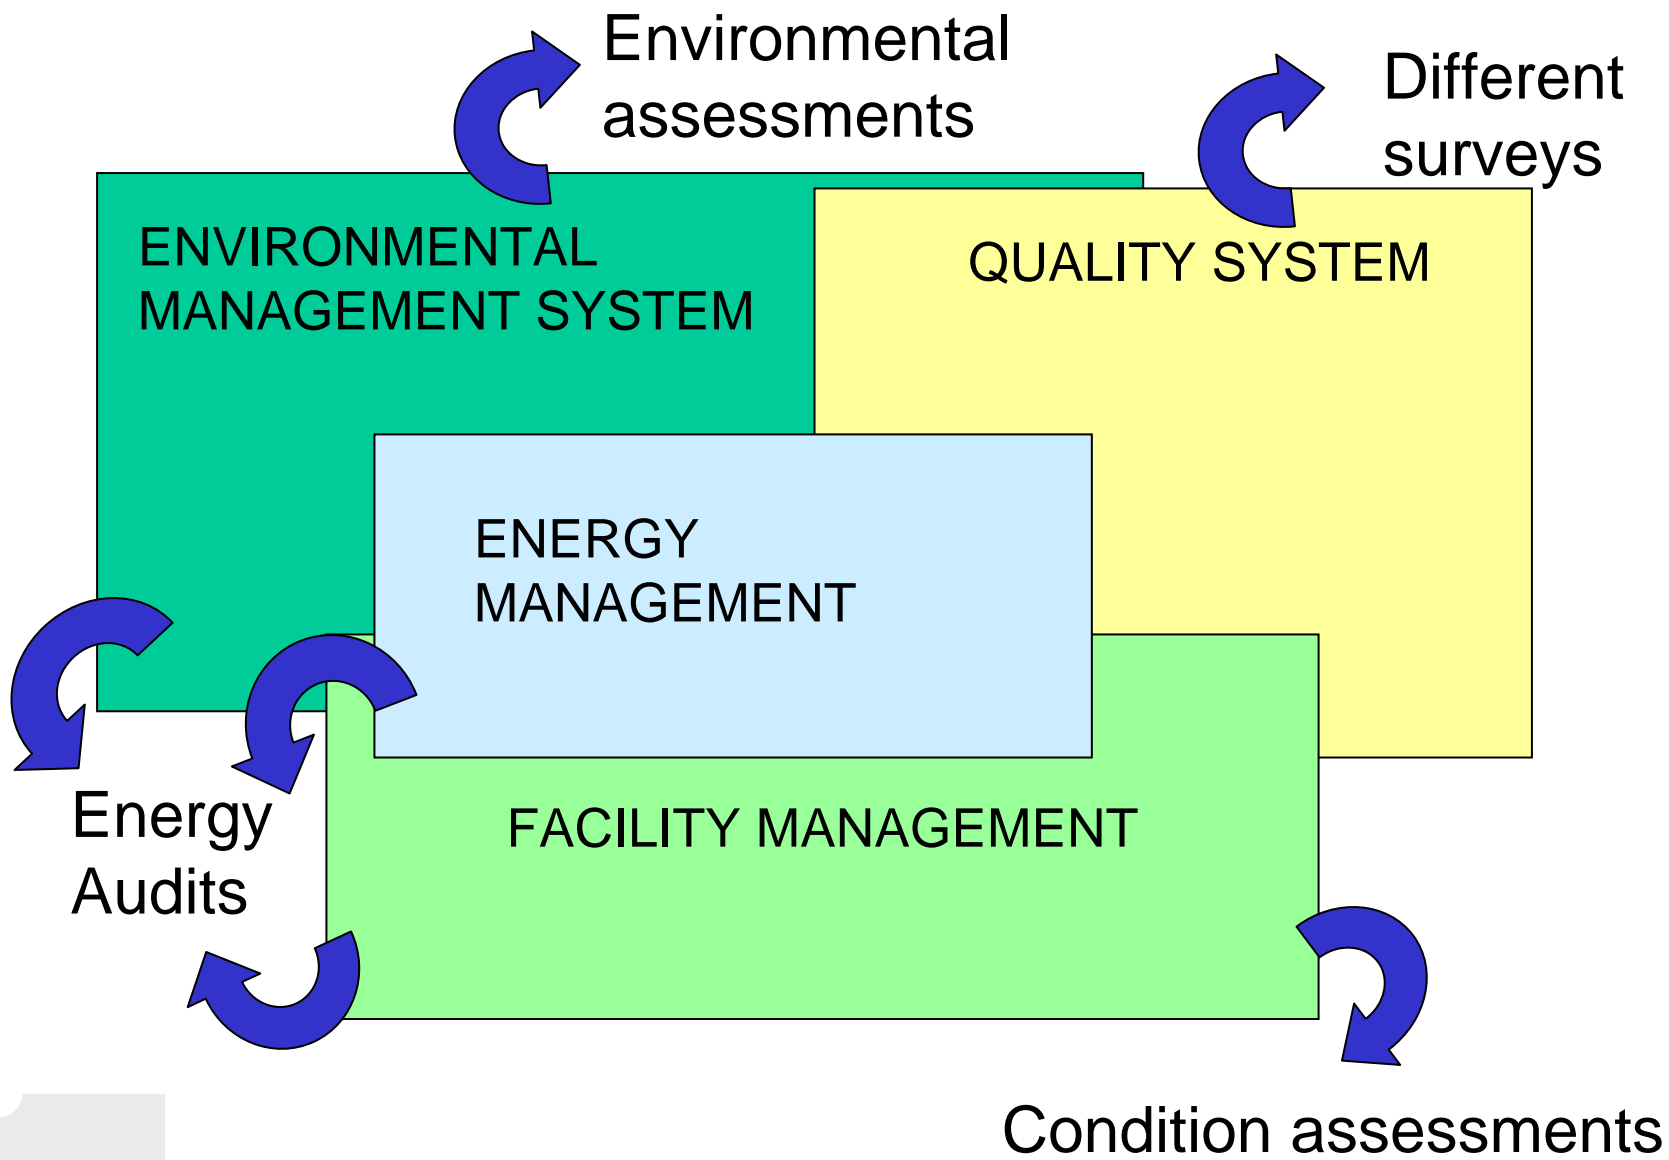 Environmental
assessments
Different
surveys
ENVIRONMENTAL
MANAGEMENT SYSTEM
QUALITY SYSTEM
ENERGY
MANAGEMENT
Energy
Audits
FACILITY MANAGEMENT
Condition assessments